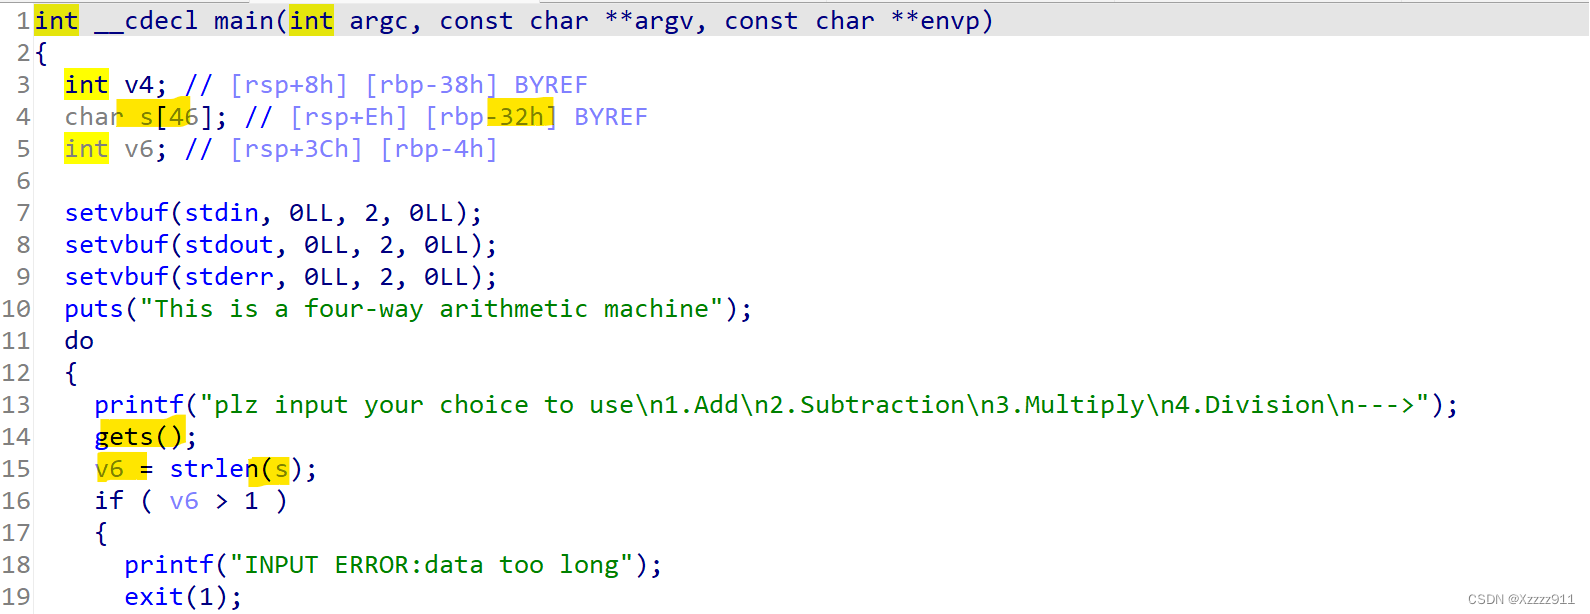 1 int __cdecl main(int argc, const char **argv, const char **envp)
2 {
3 int v4; // [rsp+8h] [rbp-38h] BYREF
4 char s[46]; // [rsp+Eh] [rbp-32h] BYREF
5 int v6; // [rsp+3Ch] [rbp-4h]
6
7 setvbuf(stdin, 0LL, 2, 0LL);
8 setvbuf(stdout, 0LL, 2, 0LL);
9 setvbuf(stderr, 0LL, 2, 0LL);
10 puts("This is a four-way arithmetic machine");
11 do
12 {
13 printf("plz input your choice to use\n1.Add\n2.Subtraction\n3.Multiply\n4.Division\n--->");
14 gets();
15 v6 = strlen(s);
16 if ( v6 > 1 )
17 {
18 printf("INPUT ERROR:data too long");
19 exit(1);
CSDN @Xzzzz911